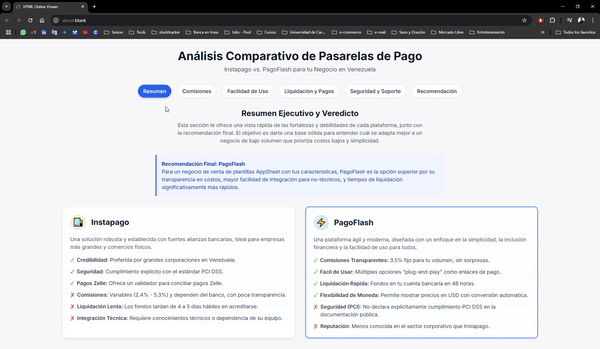 HTML Online Viewer
about:blank
Sesion
Tools
stocktracker
Banca en linea
Jobs - Pool
Cursos
Universidad de Car...
e-commerce
e-mail
Sexo y Oración
Mercado Libre
Entretenimiento
Todos los favoritos
Análisis Comparativo de Pasarelas de Pago
Instapago vs. PagoFlash para tu Negocio en Venezuela
Resumen
Comisiones
Facilidad de Uso
Liquidación y Pagos
Seguridad y Soporte
Recomendación
Resumen Ejecutivo y Veredicto
Esta sección te ofrece una vista rápida de las fortalezas y debilidades de cada plataforma, junto
con la recomendación final. El objetivo es darte una base sólida para entender cuál se adapta mejor a un
negocio de bajo volumen que prioriza costos bajos y simplicidad.
Recomendación Final: PagoFlash
Para un negocio de venta de plantillas AppSheet con tus características, PagoFlash es la opción superior por su
transparencia en costos, mayor facilidad de integración para no-técnicos, y tiempos de liquidación
significativamente más rápidos.
Instapago
Una solución robusta y establecida con fuertes alianzas bancarias, ideal para empresas
más grandes y comercios físicos.
✓ Credibilidad: Preferida por grandes corporaciones en Venezuela.
✓ Seguridad: Cumplimiento explícito con el estándar PCI DSS.
✓ Pagos Zelle: Ofrece un validador para conciliar pagos Zelle.
✗ Comisiones: Variables (2.4% - 5.3%) y dependen del banco, con poca transparencia.
✗ Liquidación Lenta: Los fondos tardan de 4 a 5 días hábiles en acreditarse.
✗ Integración Técnica: Requiere conocimientos técnicos o dependencia de su equipo.
PagoFlash
Una plataforma ágil y moderna, diseñada con un enfoque en la simplicidad, la inclusión
financiera y la facilidad de uso para todos.
✓ Comisiones Transparentes: 3.5% fijo para tu volumen, sin sorpresas.
✓ Fácil de Usar: Múltiples opciones "plug-and-play" como enlaces de pago.
✓ Liquidación Rápida: Fondos en tu cuenta bancaria en 48 horas.
✓ Flexibilidad de Moneda: Permite mostrar precios en USD con conversión automática.
✗ Seguridad (PCI): No declara explícitamente cumplimiento PCI DSS en la
documentación pública.
✗ Reputación: Menos conocida en el sector corporativo que Instapago.